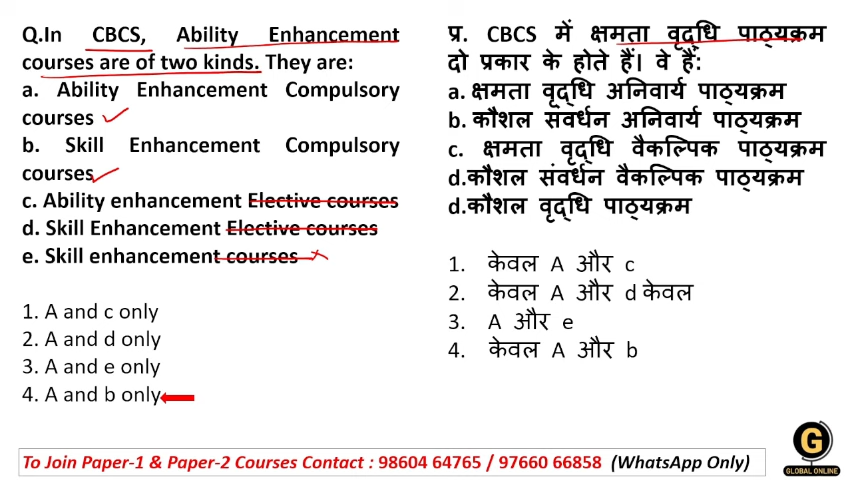 Q.In CBCS, Ability Enhancement
courses are of two kinds. They are:
a. Ability Enhancement Compulsory
courses
b. Skill Enhancement Compulsory
courses
c. Ability enhancement Elective courses
d. Skill Enhancement Elective courses
e. Skill enhancement courses
1. A and c only
2. A and d only
3. A and e only
4. A and b only
प्र. CBCS में क्षमता वृद्धि पाठ्यक्रम
दो प्रकार के होते हैं। वे हैं:
a. क्षमता वृद्धि अनिवार्य पाठ्यक्रम
b. कौशल संवर्धन अनिवार्य पाठ्यक्रम
c. क्षमता वृद्धि वैकल्पिक पाठ्यक्रम
d.कौशल संवर्धन वैकल्पिक पाठ्यक्रम
d.कौशल वृद्धि पाठ्यक्रम
1. केवल A और c
2. केवल A और d केवल
3. A और e
4. केवल A और b
To Join Paper-1 & Paper-2 Courses Contact : 98604 64765 / 97660 66858 (WhatsApp Only)
G
GLOBAL ONLINE